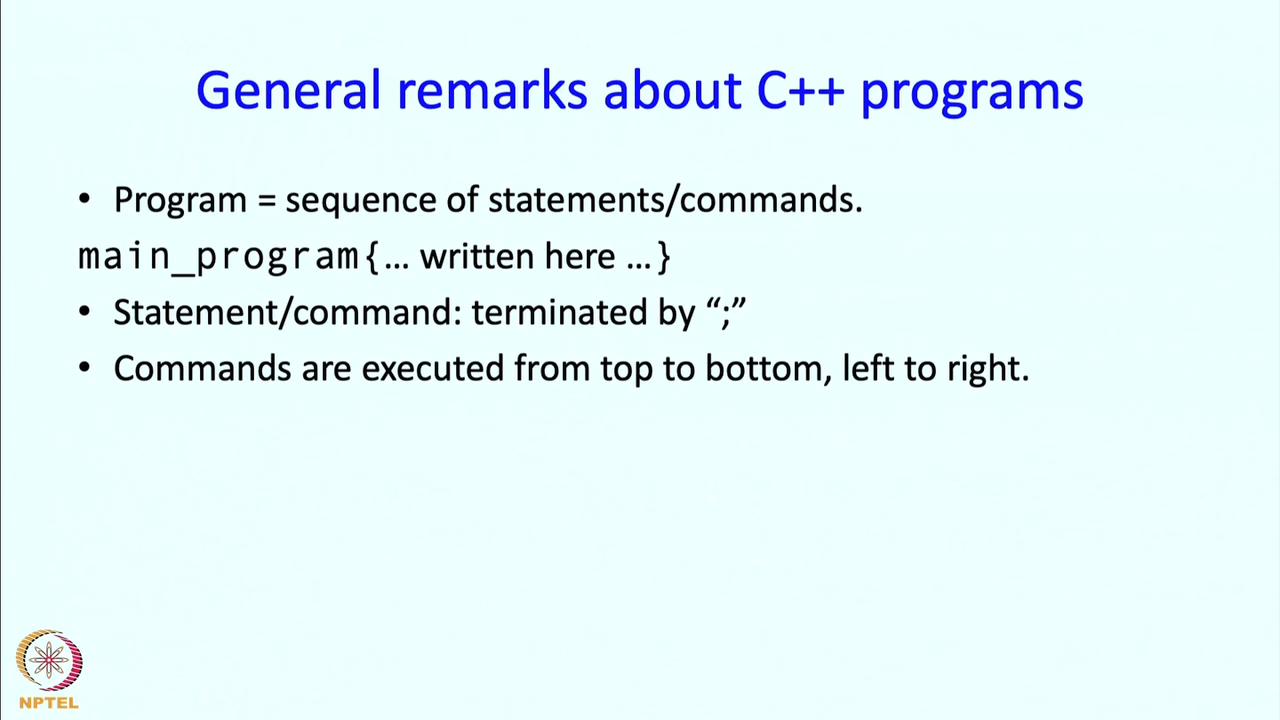 General remarks about C++ programs
• Program = sequence of statements/commands.
main_program{… written here …}
• Statement/command: terminated by “;”
• Commands are executed from top to bottom, left to right.
NPTEL